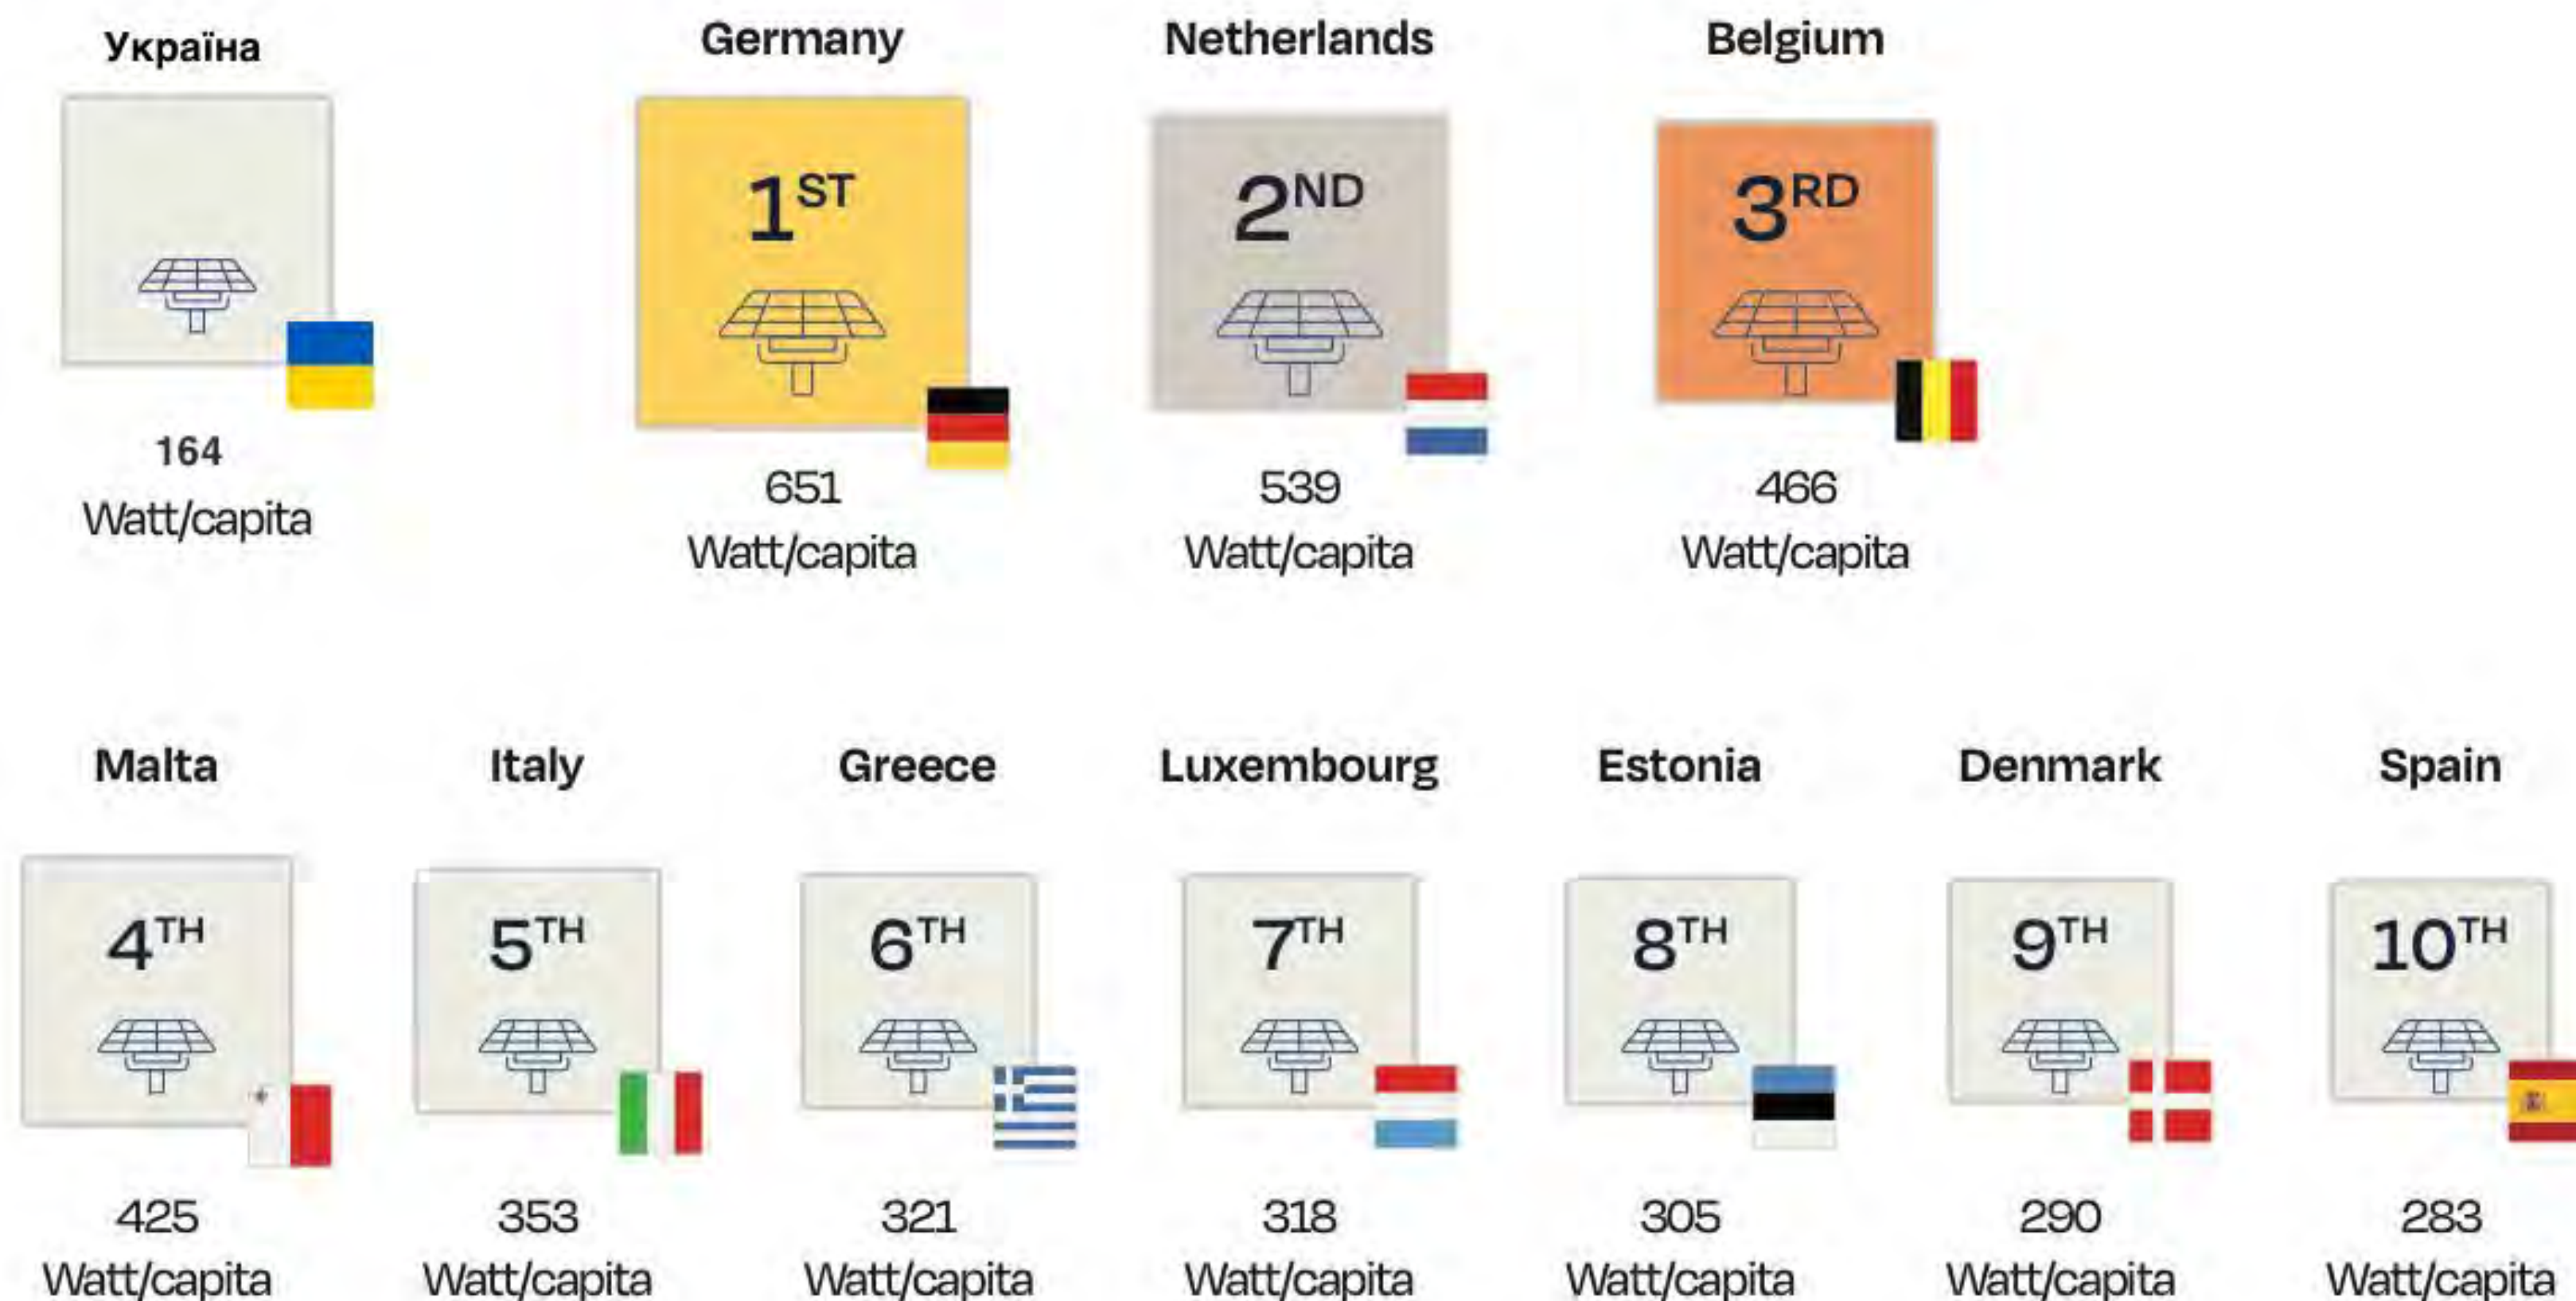 Україна
Germany
Netherlands
Belgium
1ST
2ND
3RD
164
Watt/capita
651
Watt/capita
539
Watt/capita
466
Watt/capita
Malta
Italy
Greece
Luxembourg
Estonia
Denmark
Spain
4TH
5TH
6TH
7TH
8TH
9TH
10TH
425
Watt/capita
353
Watt/capita
321
Watt/capita
318
Watt/capita
305
Watt/capita
290
Watt/capita
283
Watt/capita